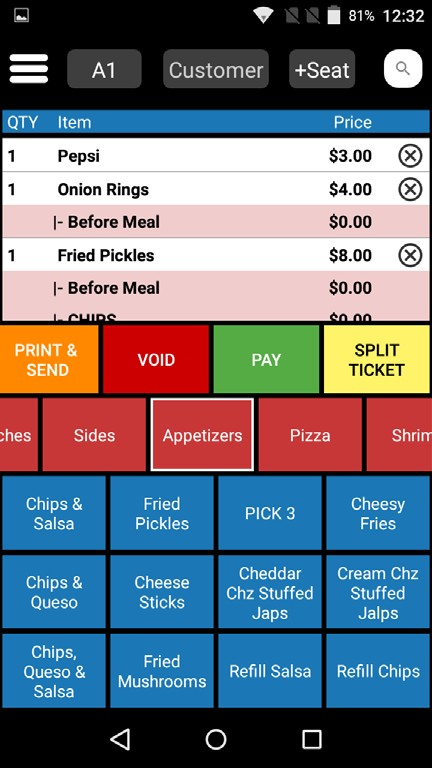 81% 12:32
A1 Customer +Seat
QTY Item Price
1 Pepsi $3.00
1 Onion Rings $4.00
|- Before Meal $0.00
1 Fried Pickles $8.00
|- Before Meal $0.00
|- CHIPS $0.00
PRINT &
SEND
VOID
PAY
SPLIT
TICKET
ches
Sides
Appetizers
Pizza
Shrim
Chips &
Salsa
Fried
Pickles
PICK 3
Cheesy
Fries
Chips &
Queso
Cheese
Sticks
Cheddar
Chz Stuffed
Japs
Cream Chz
Stuffed
Jalps
Chips,
Queso &
Salsa
Fried
Mushrooms
Refill Salsa
Refill Chips